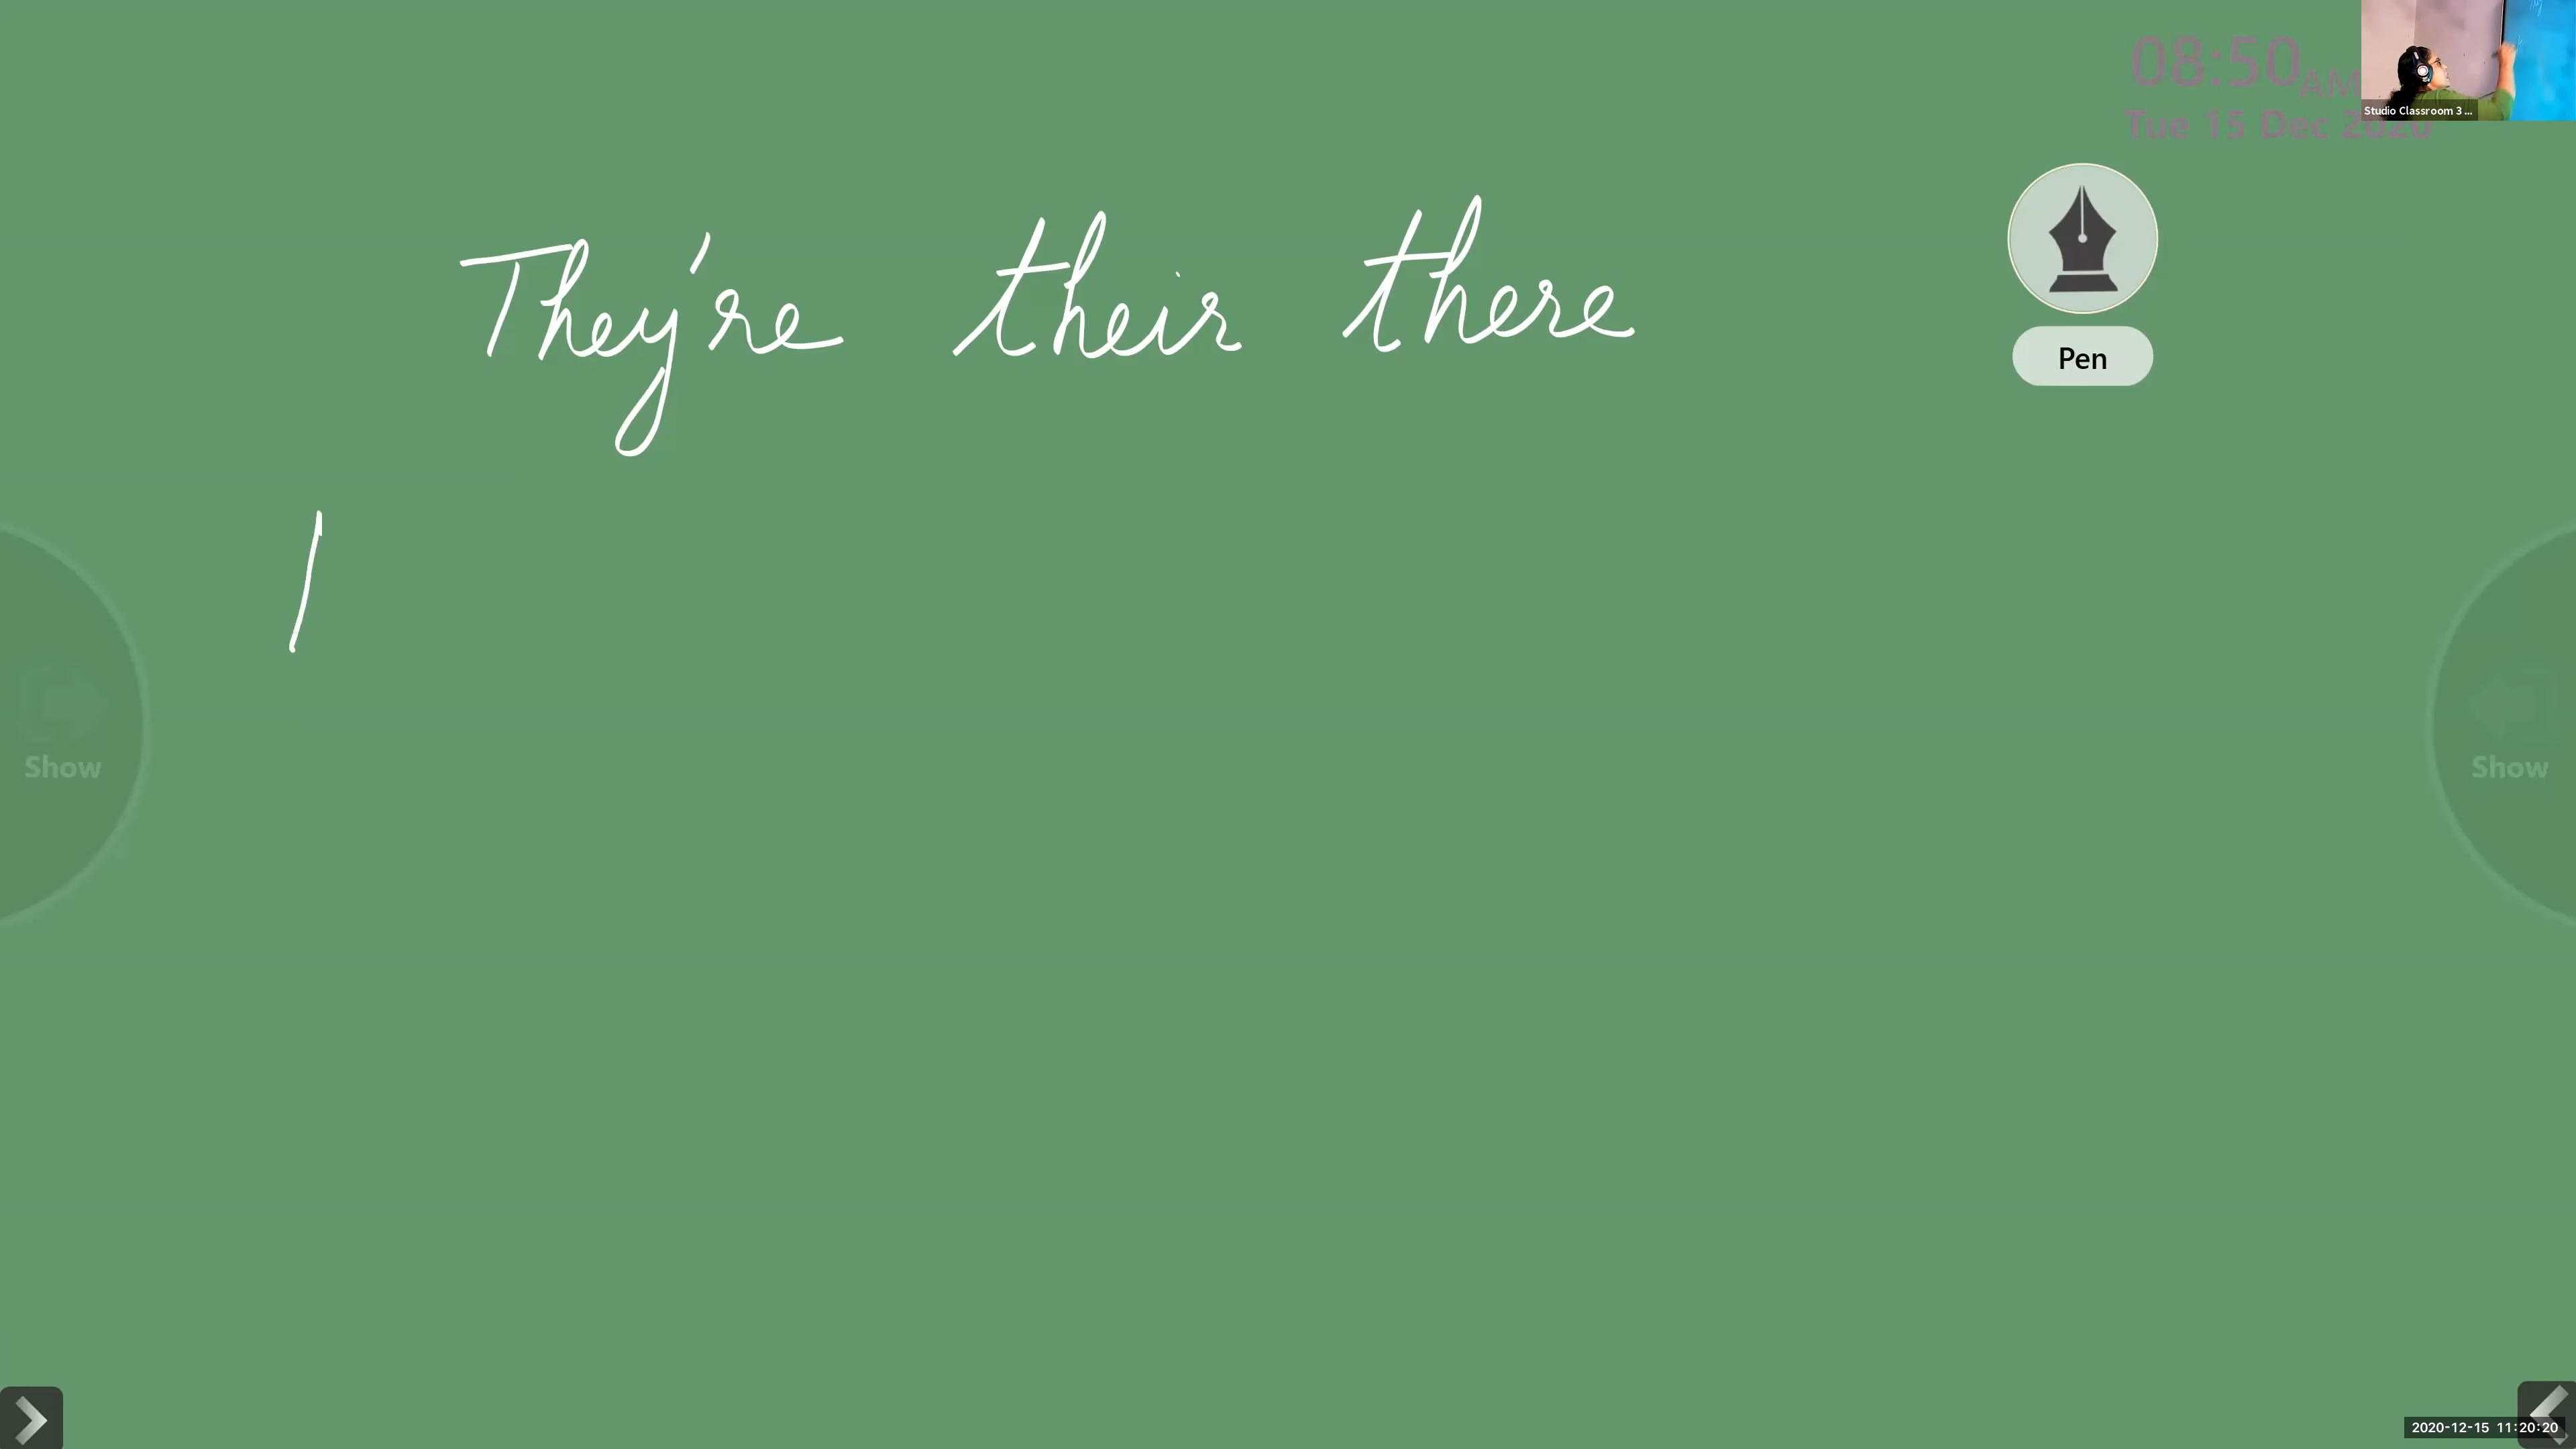 08:50AM
Tue 15 Dec 2020
Studio Classroom 3 ...
They're their there
Pen
Show
Show
2020-12-15 11:20:20